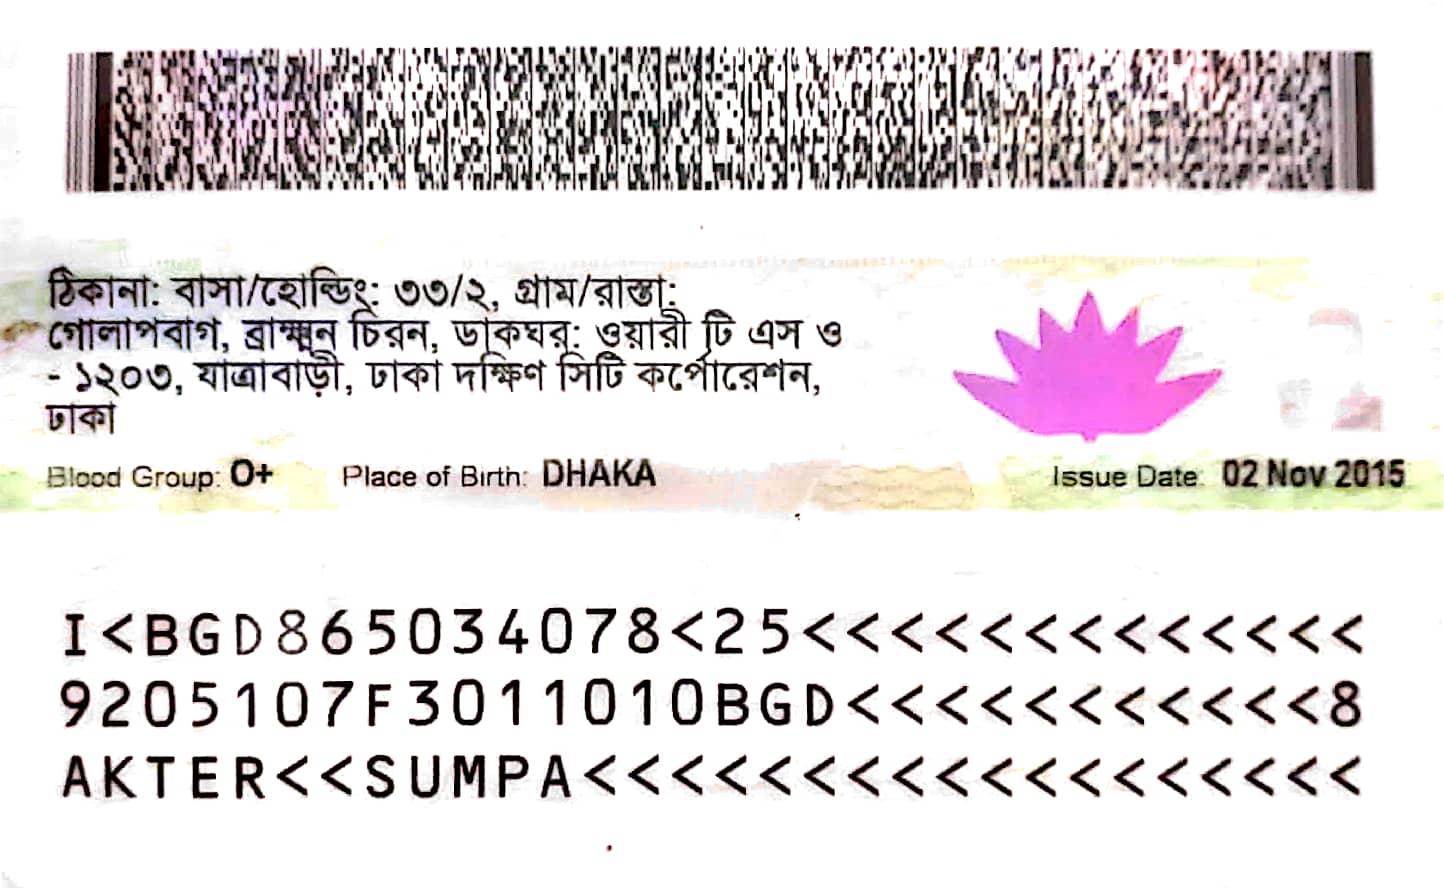 ঠিকানা: বাসা/হোল্ডিং: ৩৩/২, গ্রাম/রাস্তা:
গোলাপবাগ, ব্রাহ্মন চিরন, ডাকঘর: ওয়ারী টি এস ও
- ১২০৩, যাত্রাবাড়ী, ঢাকা দক্ষিণ সিটি কর্পোরেশন,
ঢাকা
Blood Group: O+ Place of Birth: DHAKA Issue Date: 02 Nov 2015
I<BGD865034078<25<<<<<<<<<<<<<
9205107F3011010BGD<<<<<<<<<<<8
AKTER<<SUMPA<<<<<<<<<<<<<<<<<<